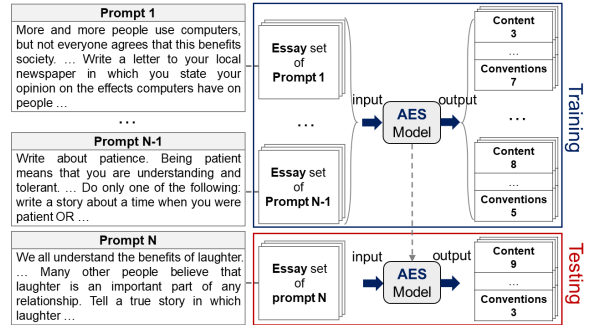 Prompt 1
More and more people use computers,
but not everyone agrees that this benefits
society. … Write a letter to your local
newspaper in which you state your
opinion on the effects computers have on
people …
…
Prompt N-1
Write about patience. Being patient
means that you are understanding and
tolerant. … Do only one of the following:
write a story about a time when you were
patient OR …
Prompt N
We all understand the benefits of laughter.
… Many other people believe that
laughter is an important part of any
relationship. Tell a true story in which
laughter …
Essay set
of
Prompt 1
…
Essay set
of
Prompt N-1
input
AES
Model
output
Content
3
…
Conventions
7
…
Content
8
…
Conventions
5
Training
Essay set
of
prompt N
input
AES
Model
output
Content
9
…
Conventions
3
Testing